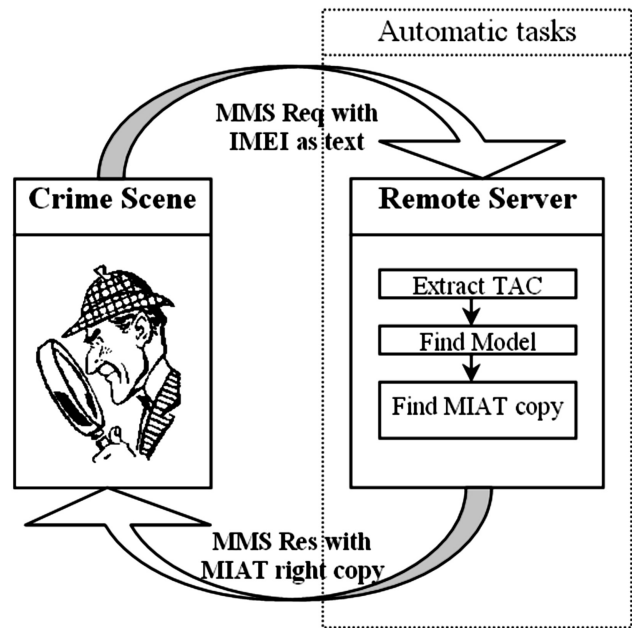 Automatic tasks
MMS Req with
IMEI as text
Crime Scene
Remote Server
Extract TAC
Find Model
Find MIAT copy
MMS Res with
MIAT right copy